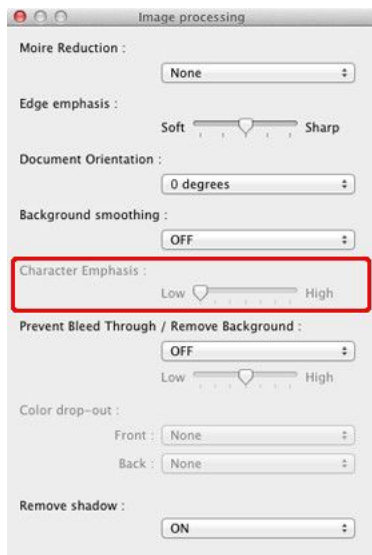 Image processing
Moire Reduction :
None
Edge emphasis :
Soft Sharp
Document Orientation :
0 degrees
Background smoothing :
OFF
Character Emphasis :
Low High
Prevent Bleed Through / Remove Background :
OFF
Low High
Color drop-out :
Front : None
Back : None
Remove shadow :
ON